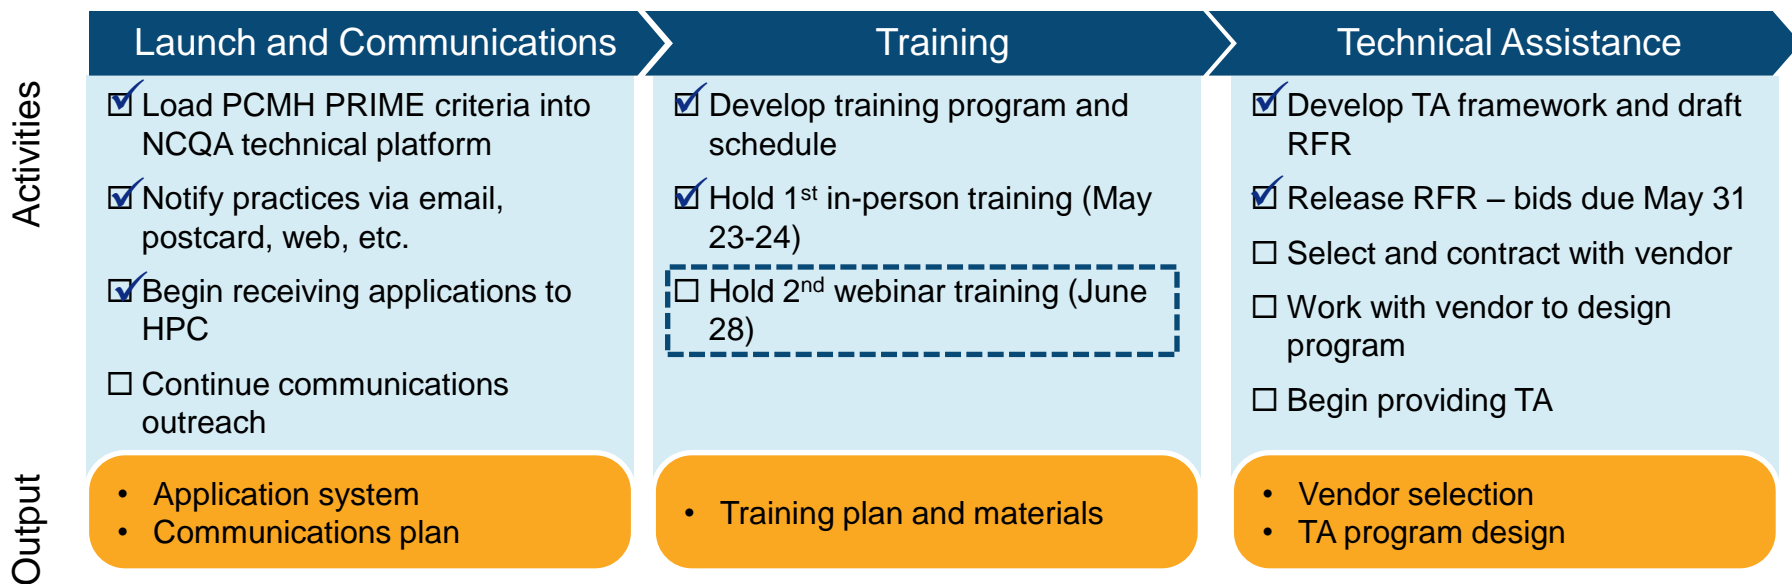 Launch and Communications
Training
Technical Assistance
Activities
Load PCMH PRIME criteria into
NCQA technical platform
Notify practices via email,
postcard, web, etc.
Begin receiving applications to
HPC
Continue communications
outreach
Develop training program and
schedule
Hold 1st in-person training (May
23-24)
Hold 2nd webinar training (June
28)
Develop TA framework and draft
RFR
Release RFR – bids due May 31
Select and contract with vendor
Work with vendor to design
program
Begin providing TA
Output
• Application system
• Communications plan
• Training plan and materials
• Vendor selection
• TA program design